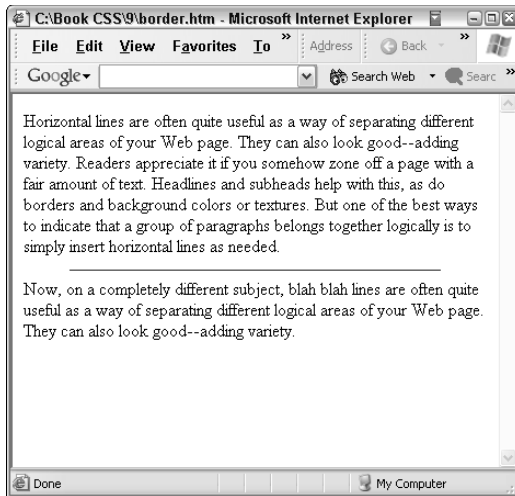 C:\Book CSS\9\border.htm - Microsoft Internet Explorer
File Edit View Favorites To » Address Back »
Google Search Web Searc »
Horizontal lines are often quite useful as a way of separating different
logical areas of your Web page. They can also look good--adding
variety. Readers appreciate it if you somehow zone off a page with a
fair amount of text. Headlines and subheads help with this, as do
borders and background colors or textures. But one of the best ways
to indicate that a group of paragraphs belongs together logically is to
simply insert horizontal lines as needed.
Now, on a completely different subject, blah blah lines are often quite
useful as a way of separating different logical areas of your Web page.
They can also look good--adding variety.
Done My Computer